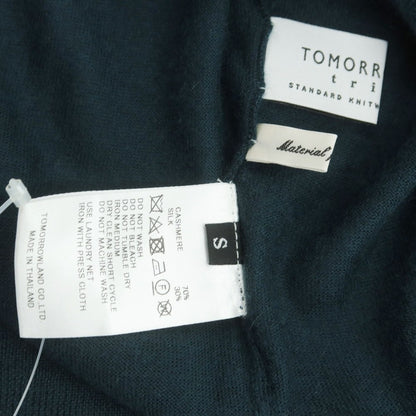 TOMORR
tri
STANDARD KNITW
Material
CASHMERE 70%
SILK 30%
DO NOT WASH
DO NOT BLEACH
DO NOT TUMBLE DRY
IRON MEDIUM
DRY CLEAN SHORT CYCLE
DO NOT MACHINE WASH
USE LAUNDRY NET
IRON WITH PRESS CLOTH
TOMORROWLAND CO.,LTD
MADE IN THAILAND
S